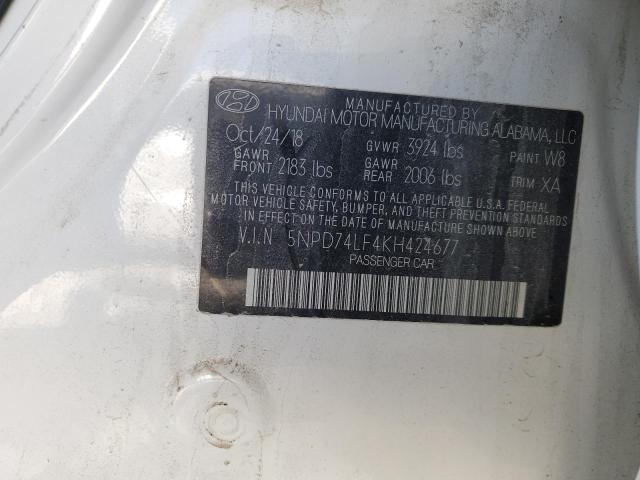 MANUFACTURED BY
HYUNDAI MOTOR MANUFACTURING ALABAMA, LLC
Oct/24/18 GVWR 3924 lbs PAINT W8
GAWR FRONT 2183 lbs GAWR REAR 2006 lbs TRIM XA
THIS VEHICLE CONFORMS TO ALL APPLICABLE U.S.A. FEDERAL
MOTOR VEHICLE SAFETY, BUMPER, AND THEFT PREVENTION STANDARDS
IN EFFECT ON THE DATE OF MANUFACTURE SHOWN ABOVE.
V.I.N 5NPD74LF4KH424677
PASSENGER CAR